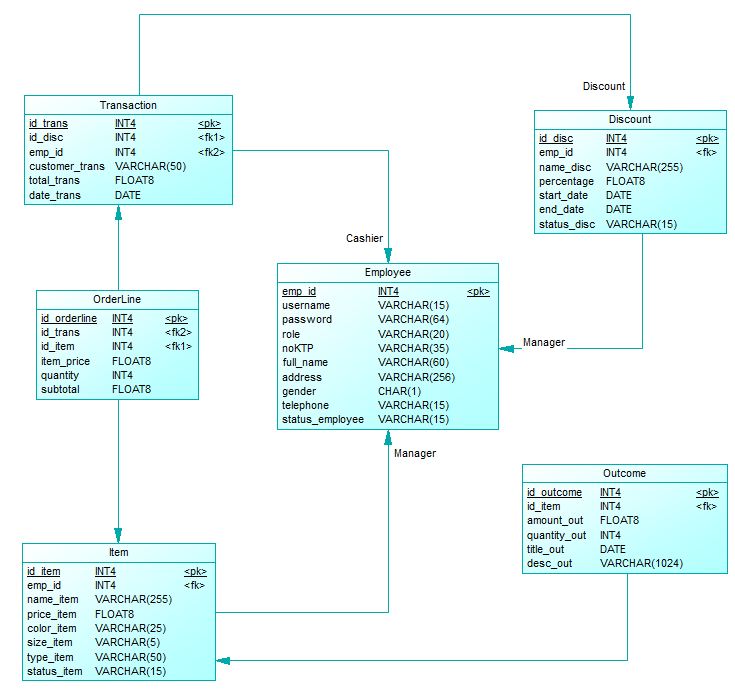 Discount
Transaction
id_trans INT4 <pk>
id_disc INT4 <fk1>
emp_id INT4 <fk2>
customer_trans VARCHAR(50)
total_trans FLOAT8
date_trans DATE
Discount
id_disc INT4 <pk>
emp_id INT4 <fk>
name_disc VARCHAR(255)
percentage FLOAT8
start_date DATE
end_date DATE
status_disc VARCHAR(15)
Cashier
Employee
emp_id INT4 <pk>
username VARCHAR(15)
password VARCHAR(64)
role VARCHAR(20)
noKTP VARCHAR(35)
full_name VARCHAR(60)
address VARCHAR(256)
gender CHAR(1)
telephone VARCHAR(15)
status_employee VARCHAR(15)
Manager
OrderLine
id_orderline INT4 <pk>
id_trans INT4 <fk2>
id_item INT4 <fk1>
item_price FLOAT8
quantity INT4
subtotal FLOAT8
Manager
Outcome
id_outcome INT4 <pk>
id_item INT4 <fk>
amount_out FLOAT8
quantity_out INT4
title_out DATE
desc_out VARCHAR(1024)
Item
id_item INT4 <pk>
emp_id INT4 <fk>
name_item VARCHAR(255)
price_item FLOAT8
color_item VARCHAR(25)
size_item VARCHAR(5)
type_item VARCHAR(50)
status_item VARCHAR(15)